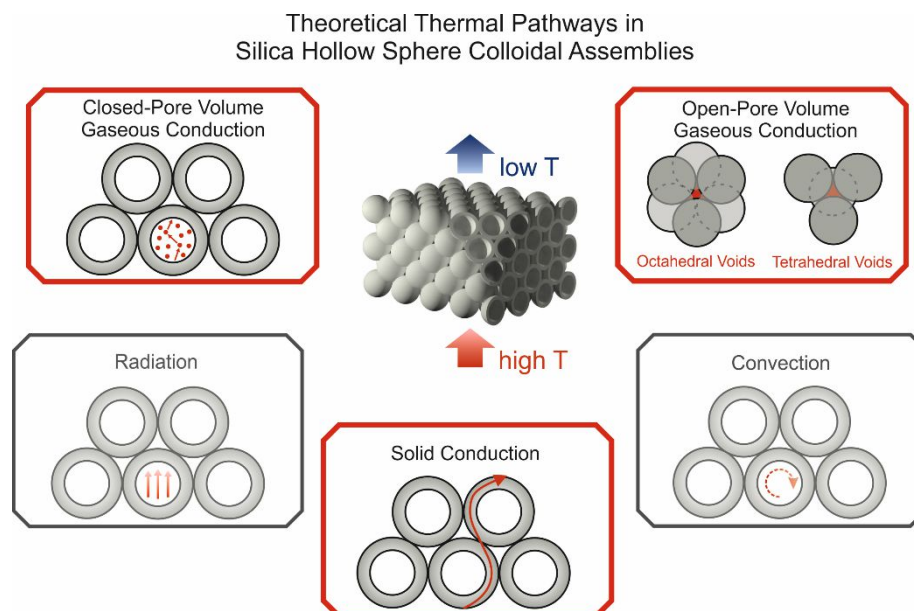 Theoretical Thermal Pathways in
Silica Hollow Sphere Colloidal Assemblies
Closed-Pore Volume
Gaseous Conduction
low T
Open-Pore Volume
Gaseous Conduction
Octahedral Voids
Tetrahedral Voids
Radiation
high T
Convection
Solid Conduction